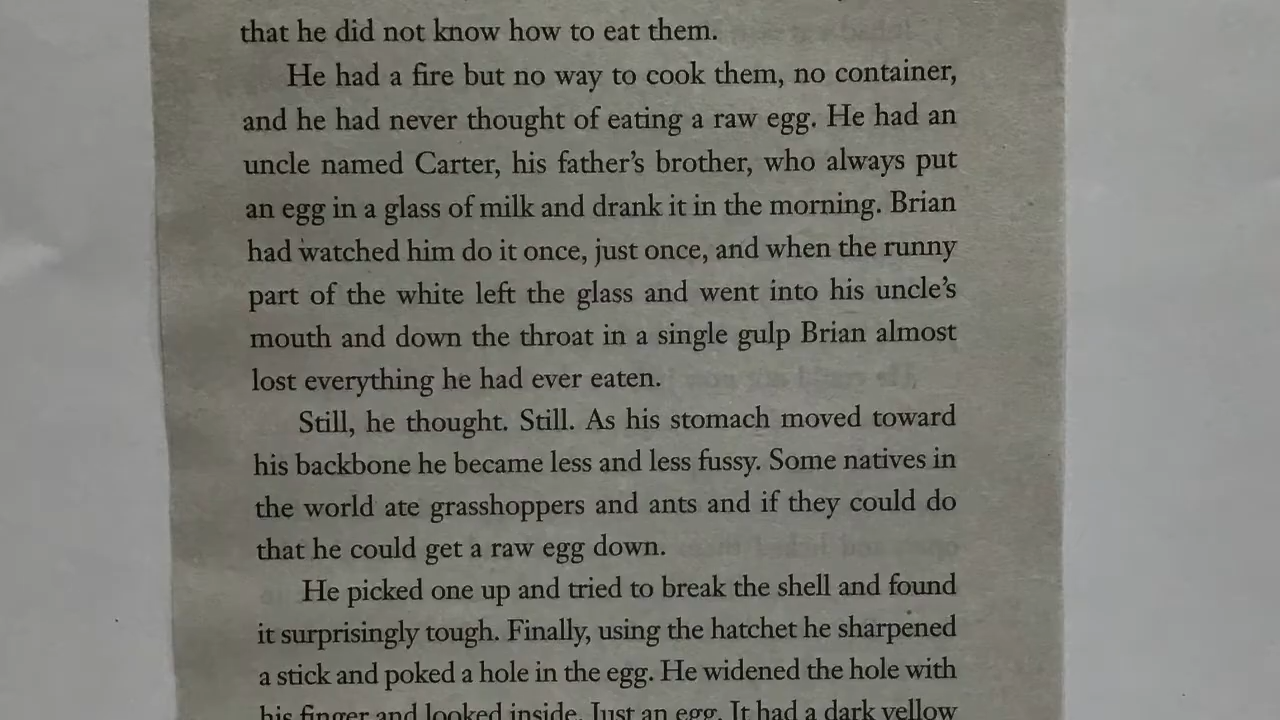 that he did not know how to eat them.
He had a fire but no way to cook them, no container,
and he had never thought of eating a raw egg. He had an
uncle named Carter, his father’s brother, who always put
an egg in a glass of milk and drank it in the morning. Brian
had watched him do it once, just once, and when the runny
part of the white left the glass and went into his uncle’s
mouth and down the throat in a single gulp Brian almost
lost everything he had ever eaten.
Still, he thought. Still. As his stomach moved toward
his backbone he became less and less fussy. Some natives in
the world ate grasshoppers and ants and if they could do
that he could get a raw egg down.
He picked one up and tried to break the shell and found
it surprisingly tough. Finally, using the hatchet he sharpened
a stick and poked a hole in the egg. He widened the hole with
his finger and looked inside. Just an egg. It had a dark yellow